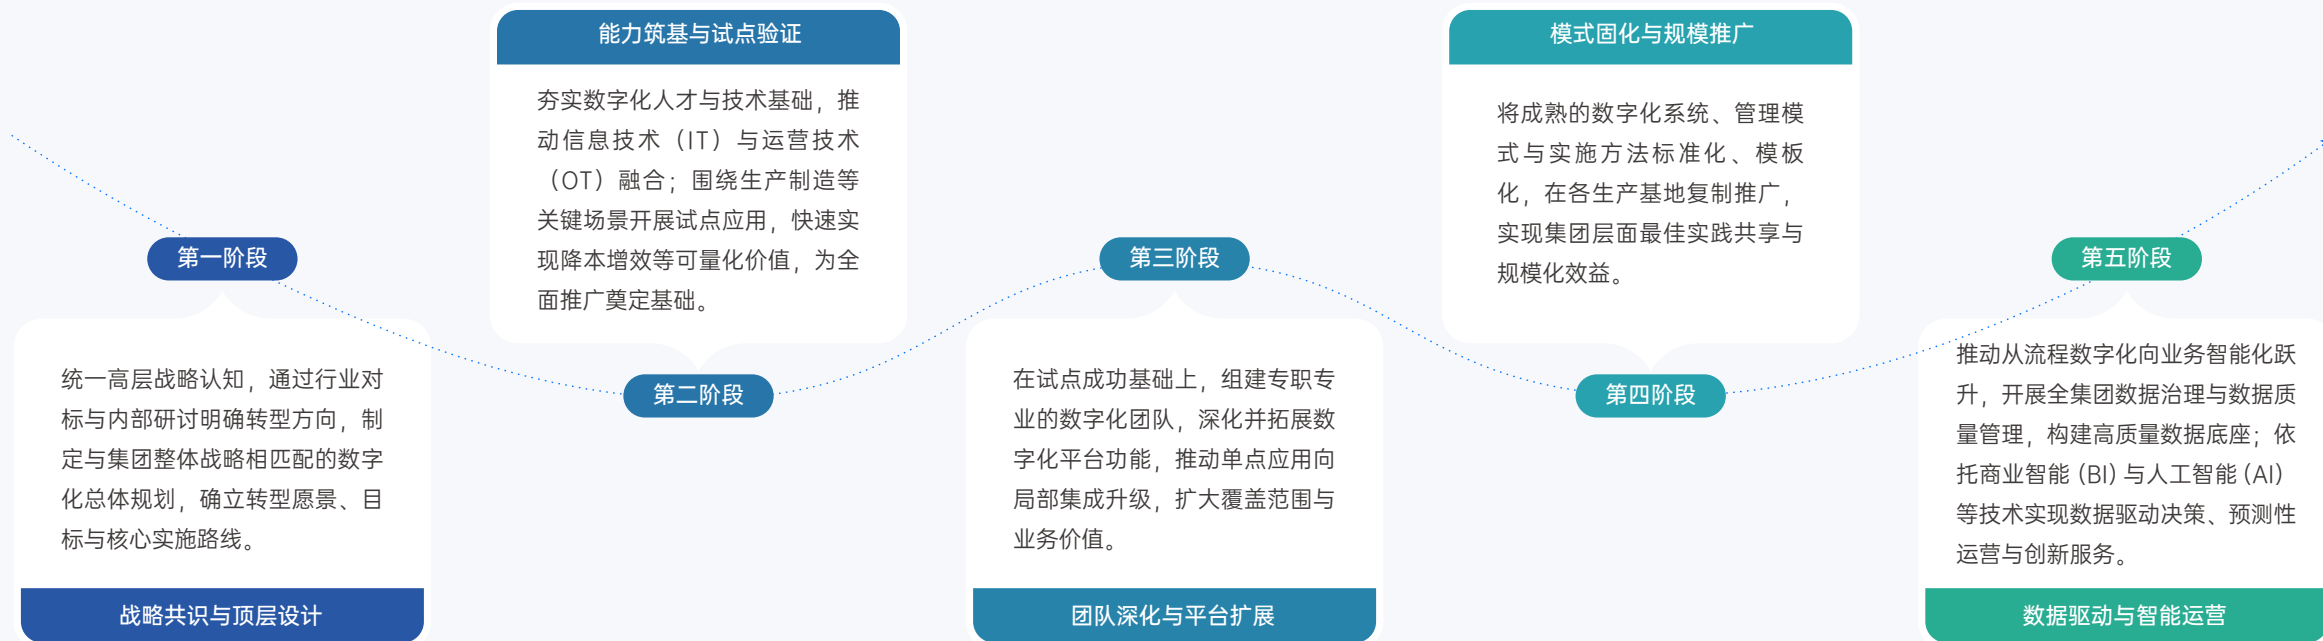 第一阶段
统一高层战略认知，通过行业对
标与内部研讨明确转型方向，制
定与集团整体战略相匹配的数字
化总体规划，确立转型愿景、目
标与核心实施路线。
战略共识与顶层设计
能力筑基与试点验证
夯实数字化人才与技术基础，推
动信息技术（IT）与运营技术
（OT）融合；围绕生产制造等
关键场景开展试点应用，快速实
现降本增效等可量化价值，为全
面推广奠定基础。
第二阶段
第三阶段
在试点成功基础上，组建专职专
业的数字化团队，深化并拓展数
字化平台功能，推动单点应用向
局部集成升级，扩大覆盖范围与
业务价值。
团队深化与平台扩展
模式固化与规模推广
将成熟的数字化系统、管理模
式与实施方法标准化、模板
化，在各生产基地复制推广，
实现集团层面最佳实践共享与
规模化效益。
第四阶段
第五阶段
推动从流程数字化向业务智能化跃
升，开展全集团数据治理与数据质
量管理，构建高质量数据底座；依
托商业智能（BI）与人工智能（AI）
等技术实现数据驱动决策、预测性
运营与创新服务。
数据驱动与智能运营